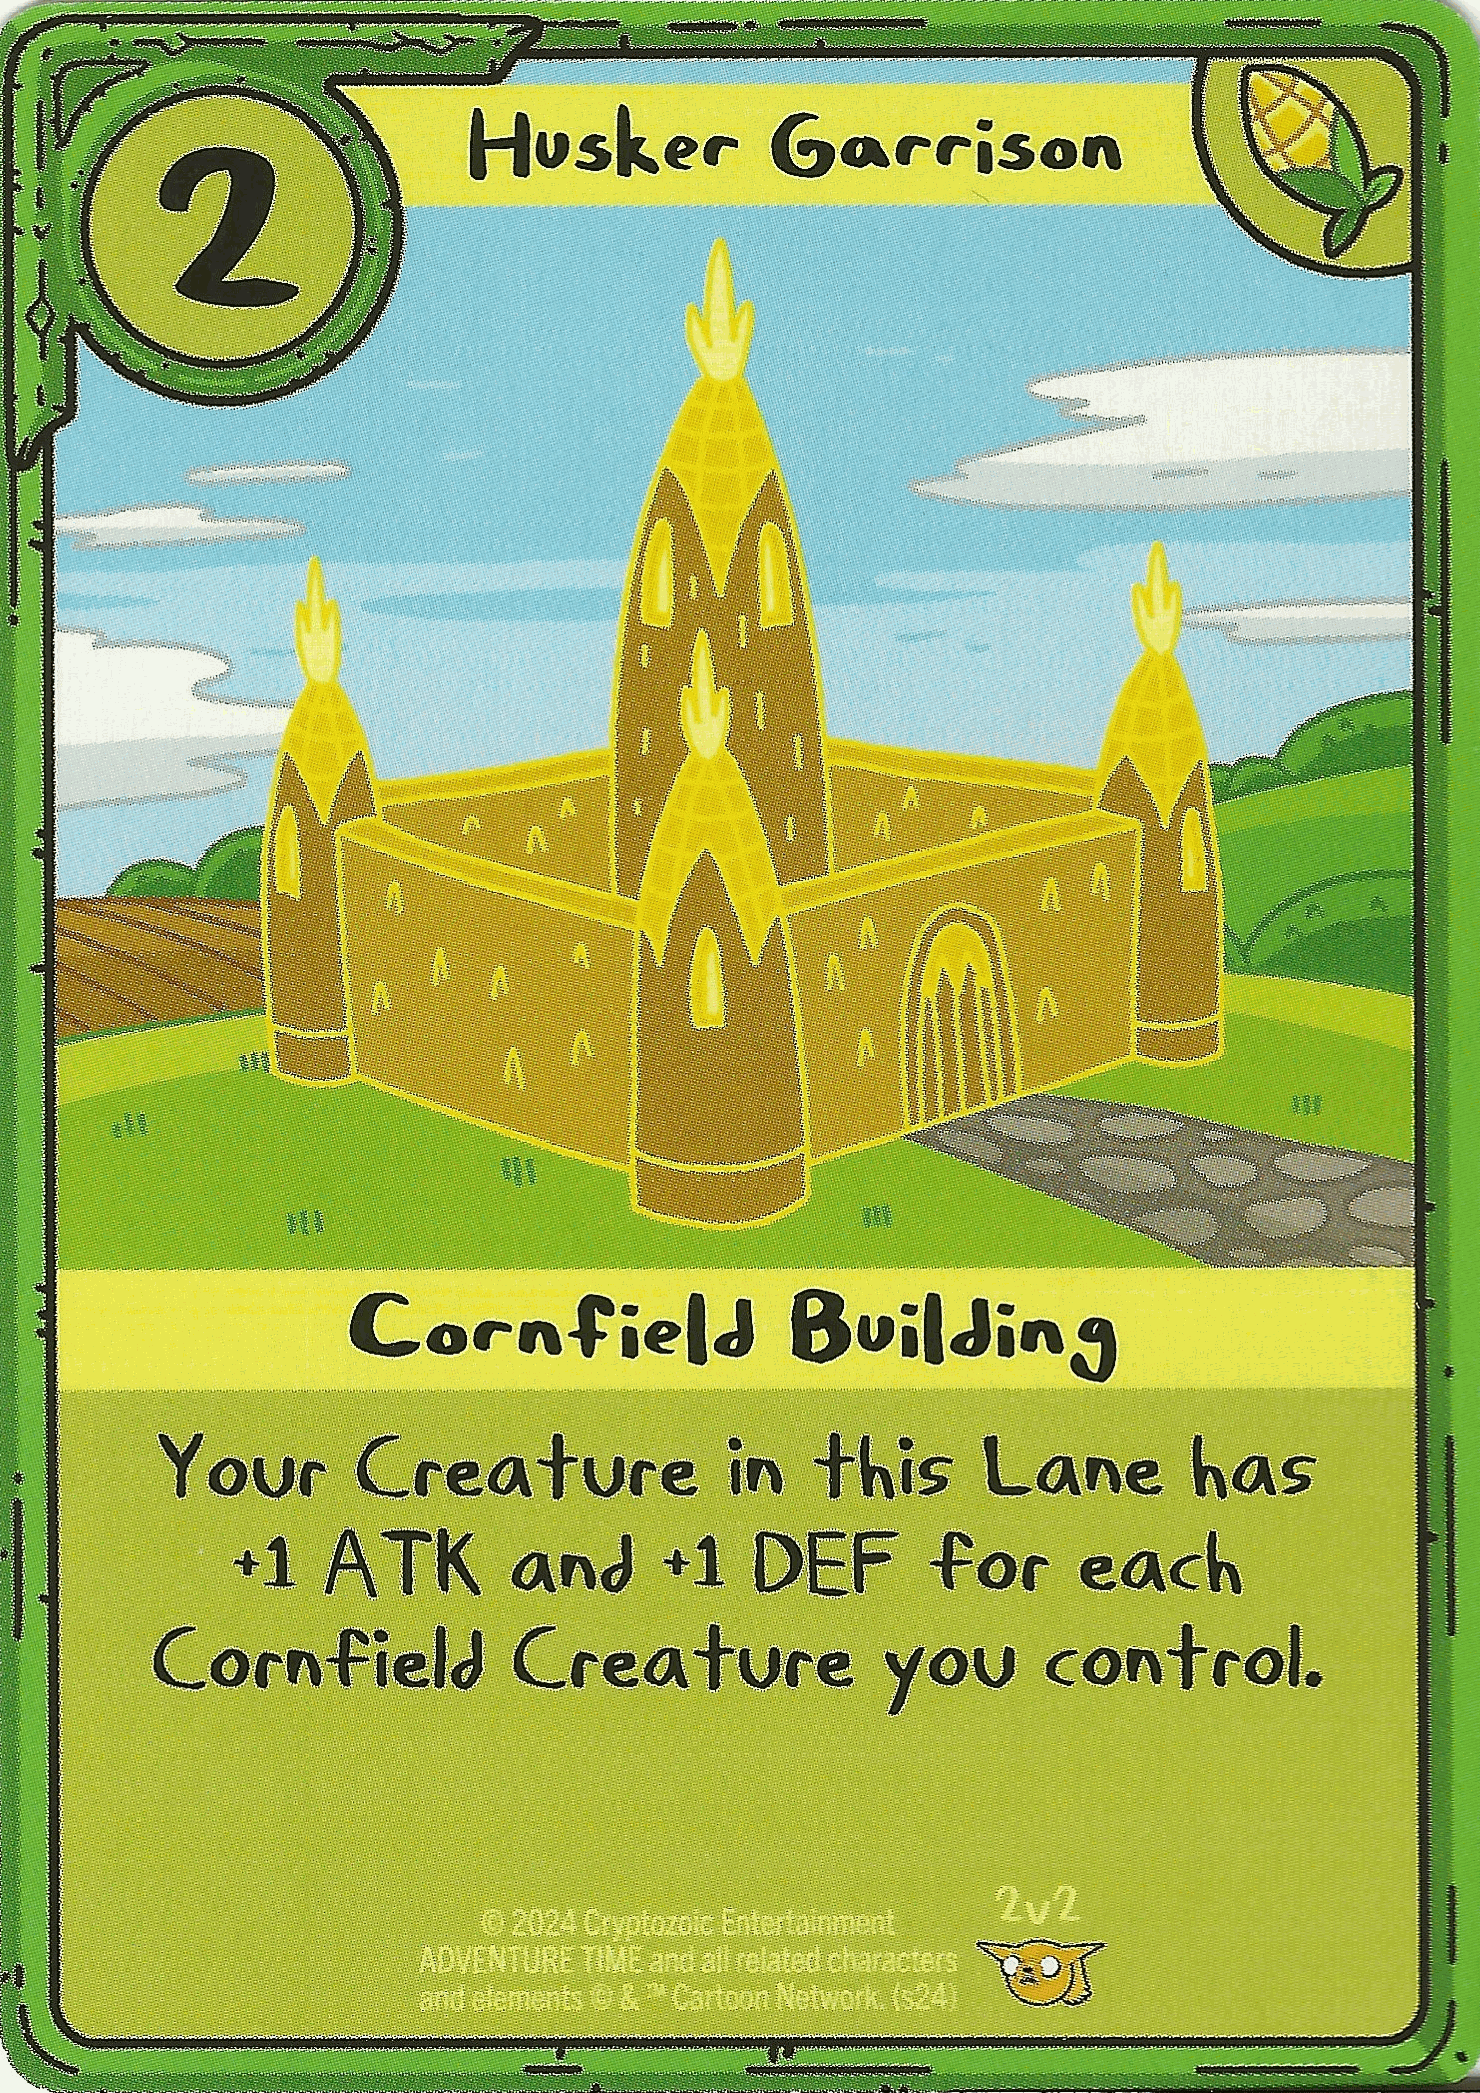 2
Husker Garrison
Cornfield Building
Your Creature in this Lane has
+1 ATK and +1 DEF for each
Cornfield Creature you control.
2v2
© 2024 Cryptozoic Entertainment
ADVENTURE TIME and all related characters
and elements © & ™ Cartoon Network. (s24)